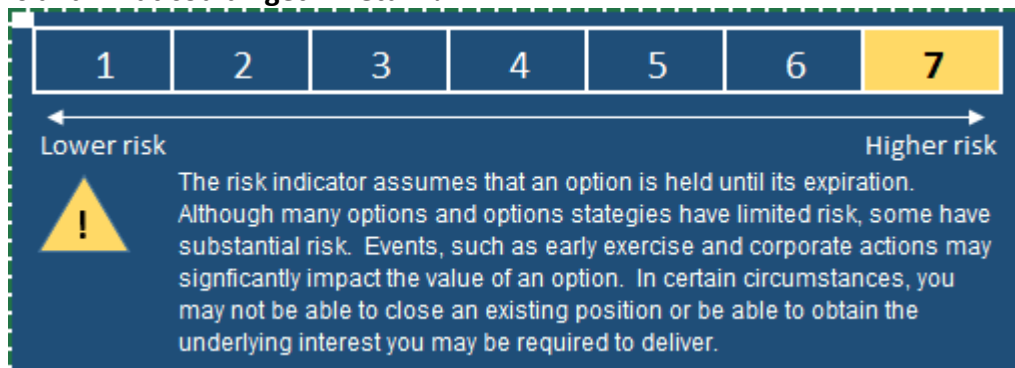 1 2 3 4 5 6 7
Lower risk Higher risk
!
The risk indicator assumes that an option is held until its expiration.
Although many options and options stategies have limited risk, some have
substantial risk.  Events, such as early exercise and corporate actions may
signficantly impact the value of an option.  In certain circumstances, you
may not be able to close an existing position or be able to obtain the
underlying interest you may be required to deliver.